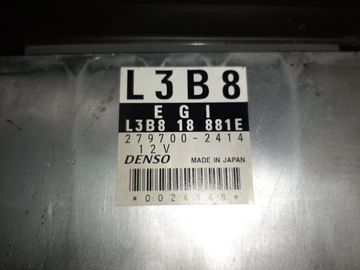 L3B8
EGI
L3B8 18 881E
279700-2414
12V
DENSO MADE IN JAPAN